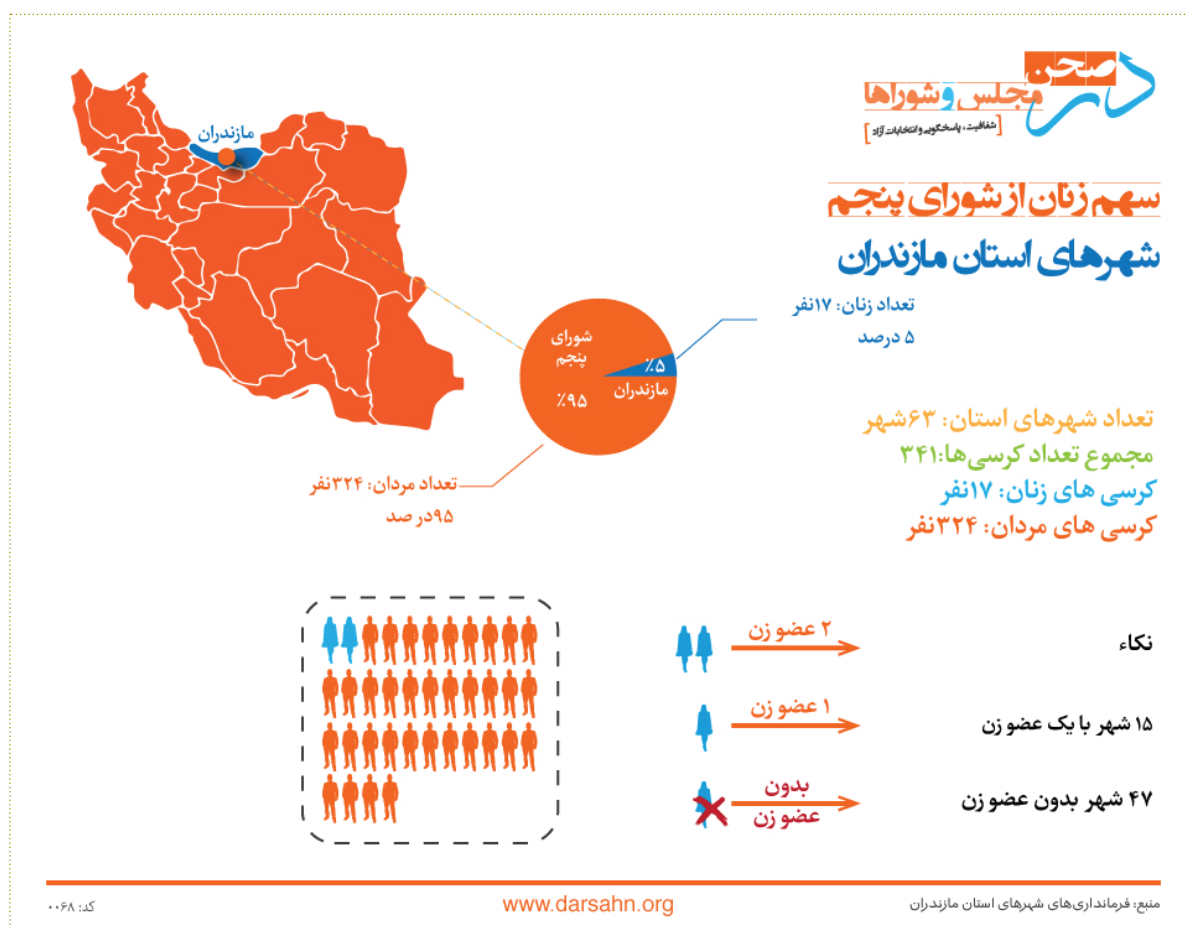 در صحن
مجلس و شوراها
[شفافیت، پاسخگویی و انتخابات آزاد]
سهم زنان از شورای پنجم
شهرهای استان مازندران
مازندران
تعداد زنان: ۱۷نفر
۵ درصد
شورای
پنجم
٪۵
مازندران
٪۹۵
تعداد مردان: ۳۲۴نفر
۹۵در صد
تعداد شهرهای استان: ۶۳شهر
مجموع تعداد کرسی‌ها:۳۴۱
کرسی های زنان: ۱۷نفر
کرسی های مردان: ۳۲۴نفر
نکاء
۲ عضو زن
۱۵ شهر با یک عضو زن
۱ عضو زن
۴۷ شهر بدون عضو زن
بدون
عضو زن
منبع: فرمانداری‌های شهرهای استان مازندران
www.darsahn.org
کد: ۰۰۶۸